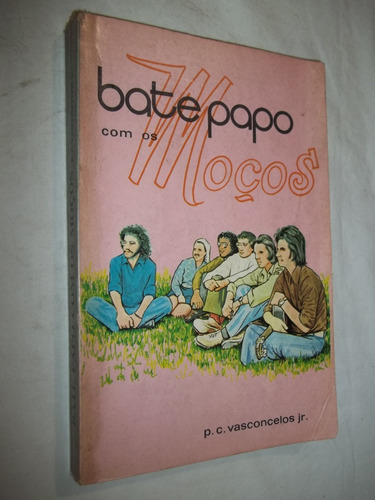 bate papo
com os
Moços
p. c. vasconcelos jr.